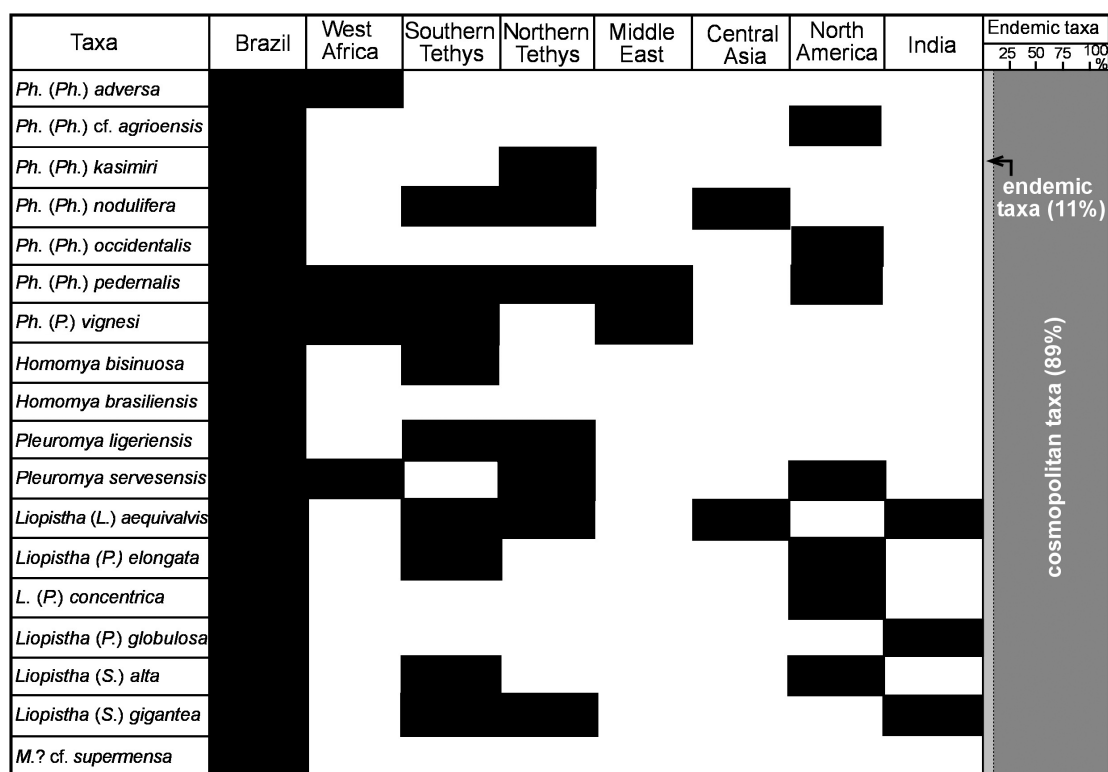 Taxa
Brazil
West
Africa
Southern
Tethys
Northern
Tethys
Middle
East
Central
Asia
North
America
India
Endemic taxa
25 50 75 100
%
Ph. (Ph.) adversa
Ph. (Ph.) cf. agrioensis
Ph. (Ph.) kasimiri
Ph. (Ph.) nodulifera
Ph. (Ph.) occidentalis
Ph. (Ph.) pedernalis
Ph. (P.) vignesi
Homomya bisinuosa
Homomya brasiliensis
Pleuromya ligeriensis
Pleuromya servesensis
Liopistha (L.) aequivalvis
Liopistha (P.) elongata
L. (P.) concentrica
Liopistha (P.) globulosa
Liopistha (S.) alta
Liopistha (S.) gigantea
M.? cf. supermensa
endemic
taxa (11%)
cosmopolitan taxa (89%)